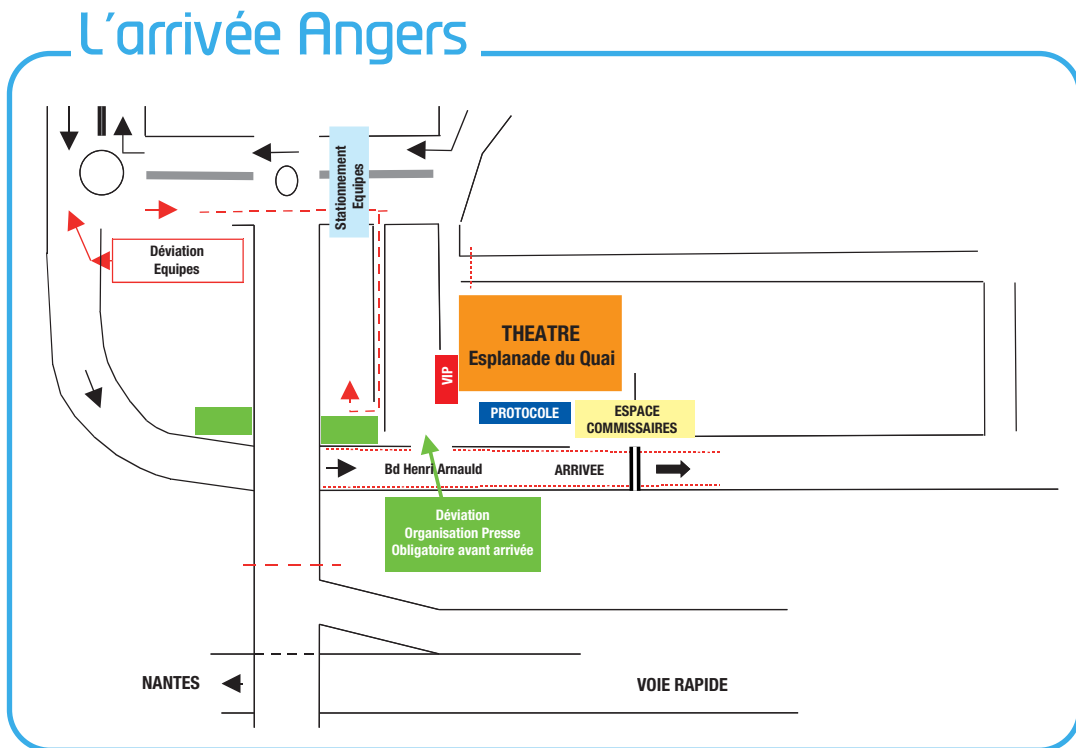 L'arrivée Angers
Stationnement
Equipes
Déviation
Equipes
THEATRE
Esplanade du Quai
VIP
PROTOCOLE
ESPACE
COMMISSAIRES
Bd Henri Arnauld
ARRIVEE
Déviation
Organisation Presse
Obligatoire avant arrivée
NANTES
VOIE RAPIDE